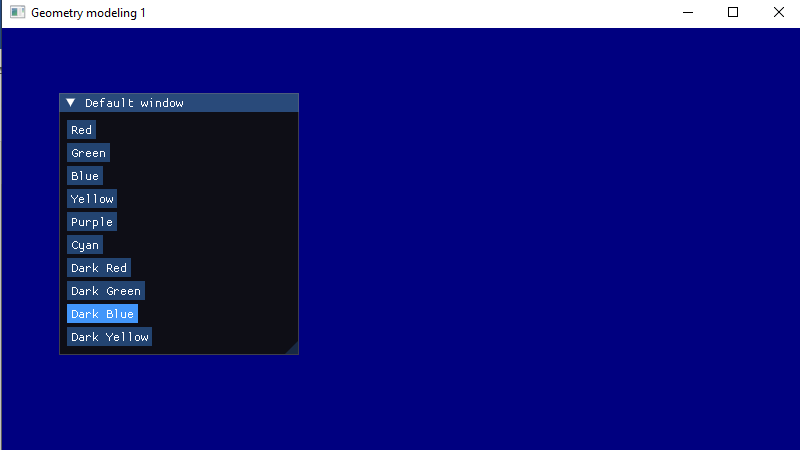 Geometry modeling 1
Default window
Red
Green
Blue
Yellow
Purple
Cyan
Dark Red
Dark Green
Dark Blue
Dark Yellow